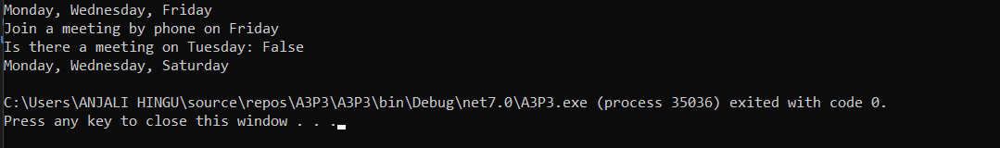 Monday, Wednesday, Friday
Join a meeting by phone on Friday
Is there a meeting on Tuesday: False
Monday, Wednesday, Saturday
C:\Users\ANJALI HINGU\source\repos\A3P3\A3P3\bin\Debug\net7.0\A3P3.exe (process 35036) exited with code 0.
Press any key to close this window . . .